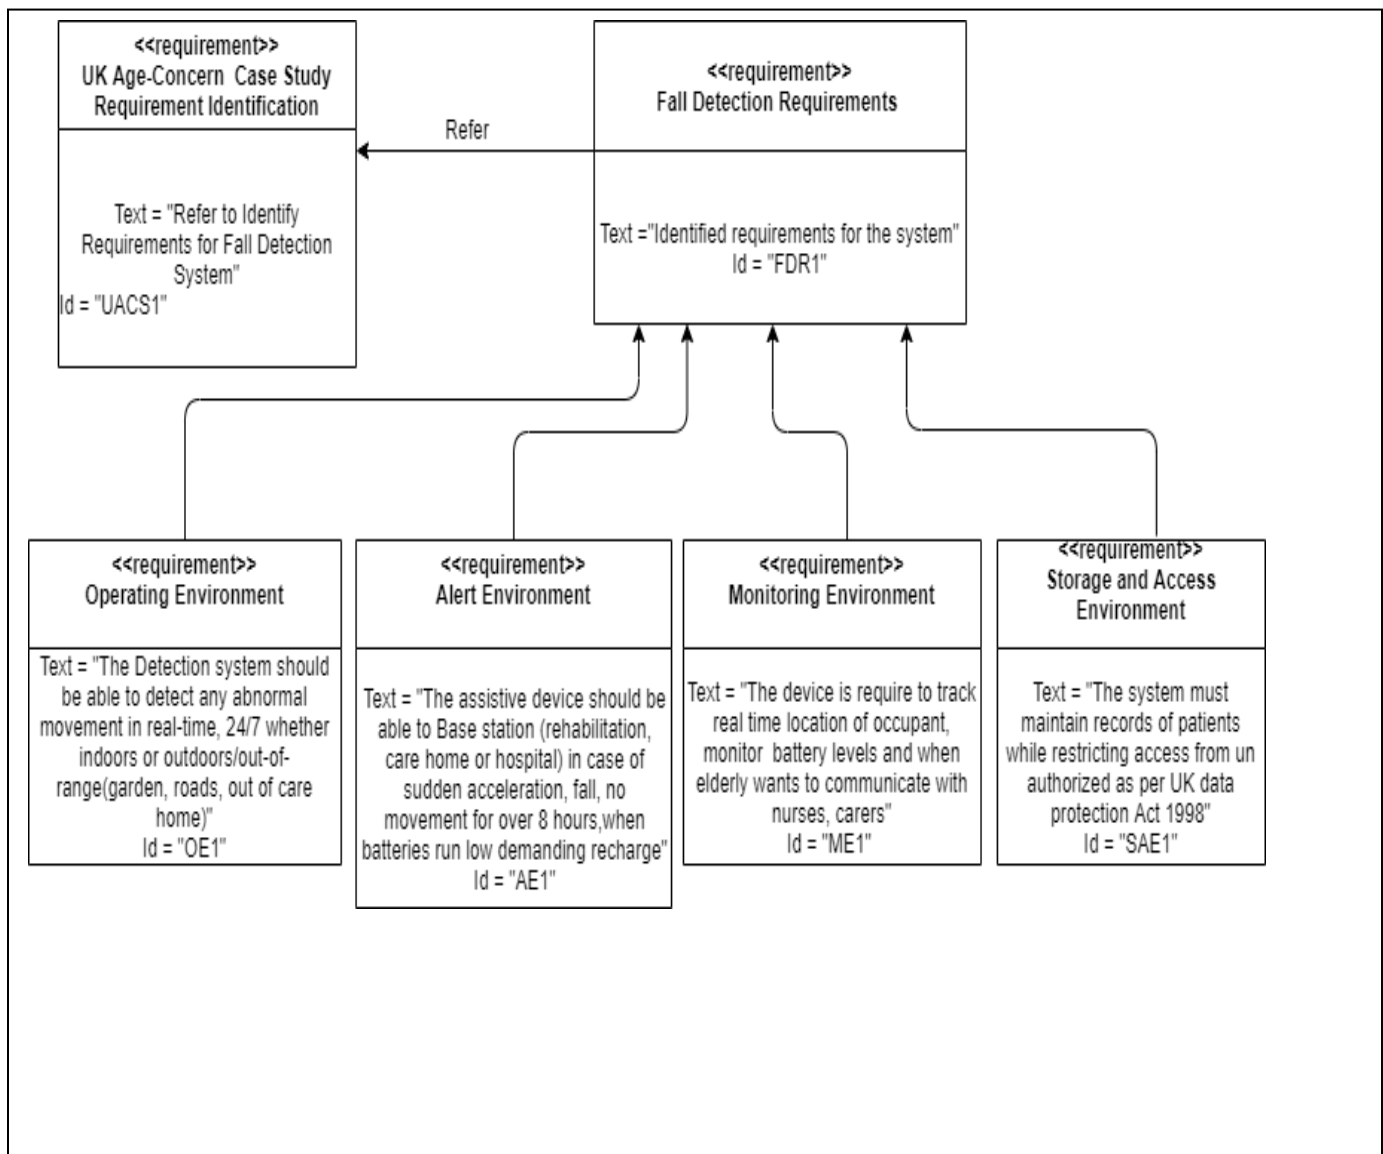 <<requirement>>
UK Age-Concern Case Study
Requirement Identification
Text = "Refer to Identify
Requirements for Fall Detection
System"
Id = "UACS1"
Refer
<<requirement>>
Fall Detection Requirements
Text ="Identified requirements for the system"
Id = "FDR1"
<<requirement>>
Operating Environment
Text = "The Detection system should
be able to detect any abnormal
movement in real-time, 24/7 whether
indoors or outdoors/out-of-
range(garden, roads, out of care
home)"
Id = "OE1"
<<requirement>>
Alert Environment
Text = "The assistive device should be
able to Base station (rehabilitation,
care home or hospital) in case of
sudden acceleration, fall, no
movement for over 8 hours,when
batteries run low demanding recharge"
Id = "AE1"
<<requirement>>
Monitoring Environment
Text = "The device is require to track
real time location of occupant,
monitor battery levels and when
elderly wants to communicate with
nurses, carers"
Id = "ME1"
<<requirement>>
Storage and Access
Environment
Text = "The system must
maintain records of patients
while restricting access from un
authorized as per UK data
protection Act 1998"
Id = "SAE1"